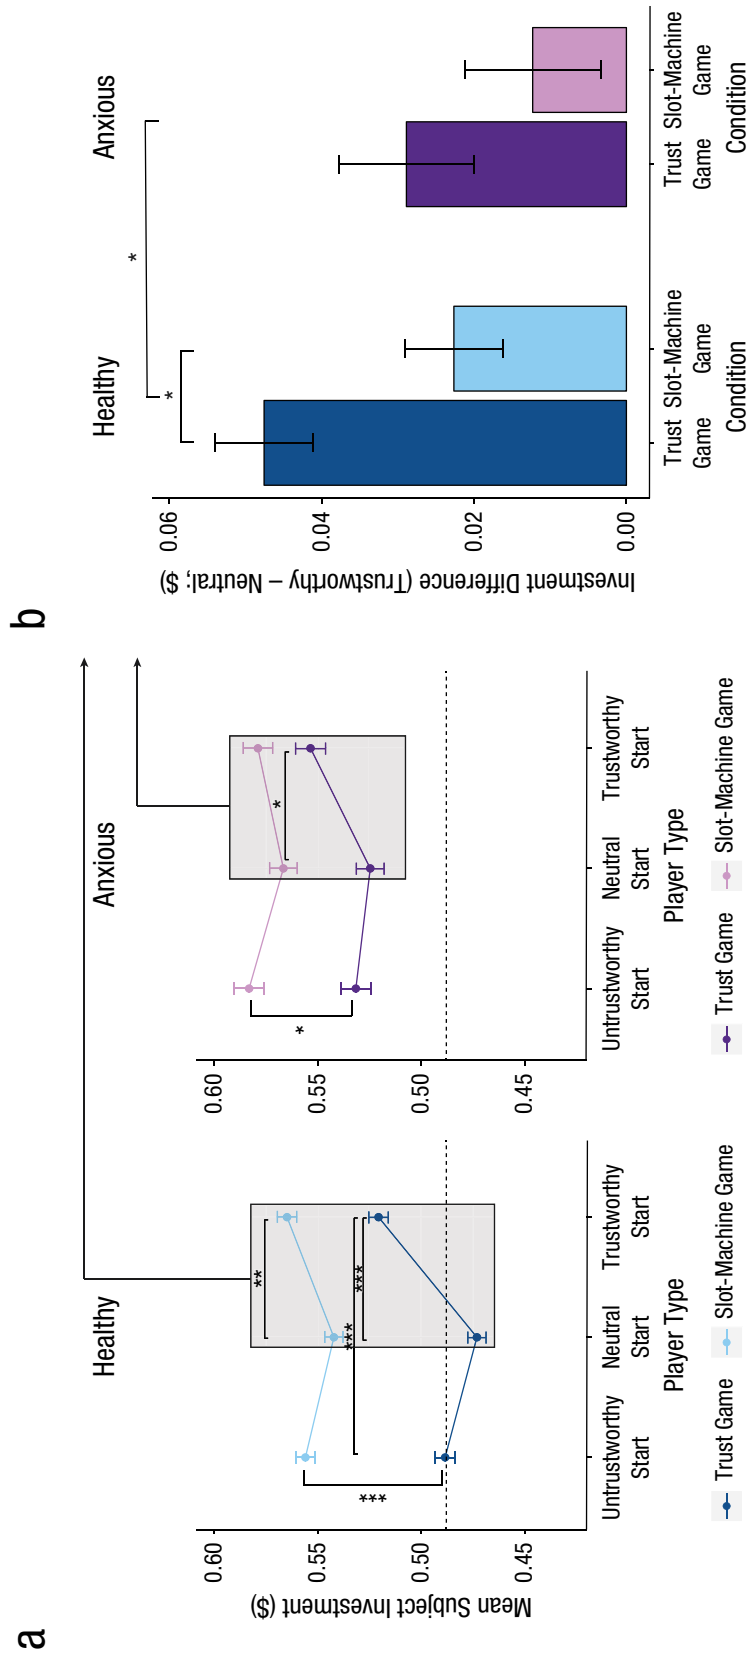 a
Healthy
Anxious
Mean Subject Investment ($)
0.60
0.55
0.50
0.45
**
***
***
***
Untrustworthy Start
Neutral Start
Trustworthy Start
Player Type
Trust Game
Slot-Machine Game
0.60
0.55
0.50
0.45
*
*
Untrustworthy Start
Neutral Start
Trustworthy Start
Player Type
Trust Game
Slot-Machine Game
b
Healthy
Anxious
Investment Difference (Trustworthy – Neutral; $)
0.06
0.04
0.02
0.00
*
*
Trust Game
Slot-Machine Game
Condition
Trust Game
Slot-Machine Game
Condition